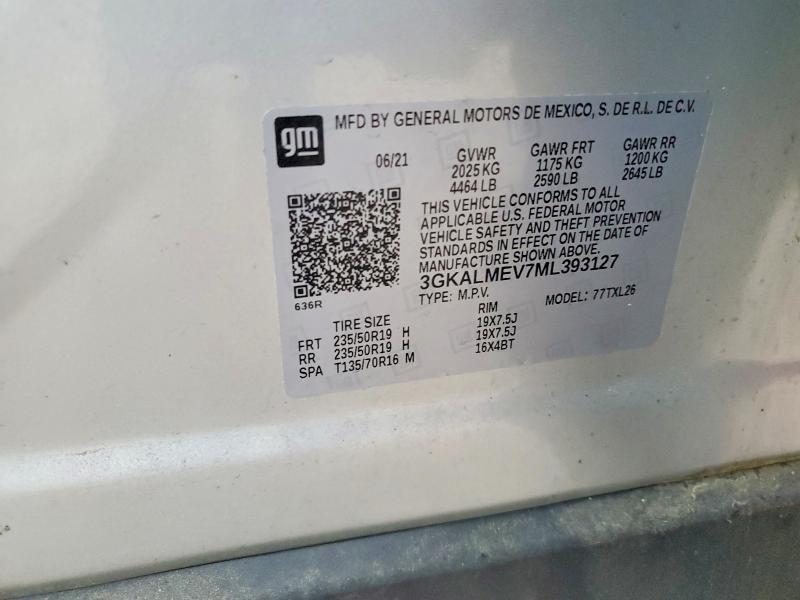 gm
MFD BY GENERAL MOTORS DE MEXICO, S. DE R.L. DE C.V.
06/21 GVWR GAWR FRT GAWR RR
2025 KG 1175 KG 1200 KG
4464 LB 2590 LB 2645 LB
THIS VEHICLE CONFORMS TO ALL
APPLICABLE U.S. FEDERAL MOTOR
VEHICLE SAFETY AND THEFT PREVENTION
STANDARDS IN EFFECT ON THE DATE OF
MANUFACTURE SHOWN ABOVE.
3GKALMEV7ML393127
TYPE: M.P.V. MODEL: 77TXL26
636R
TIRE SIZE RIM
FRT 235/50R19 H 19X7.5J
RR 235/50R19 H 19X7.5J
SPA T135/70R16 M 16X4BT